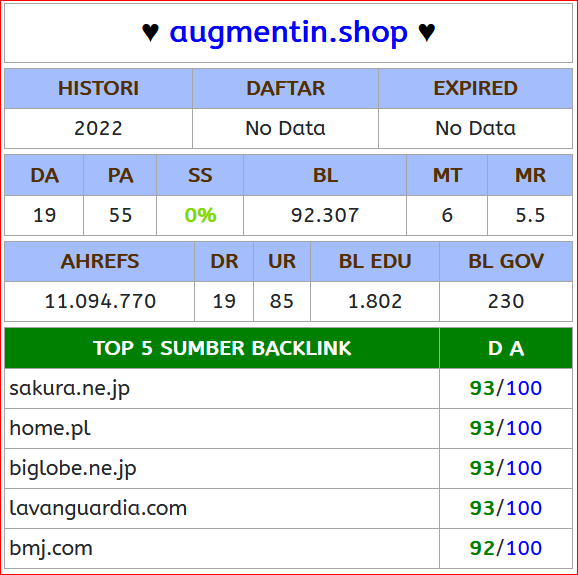 ♥ augmentin.shop ♥
HISTORI DAFTAR EXPIRED
2022 No Data No Data
DA PA SS BL MT MR
19 55 0% 92.307 6 5.5
AHREFS DR UR BL EDU BL GOV
11.094.770 19 85 1.802 230
TOP 5 SUMBER BACKLINK D A
sakura.ne.jp 93/100
home.pl 93/100
biglobe.ne.jp 93/100
lavanguardia.com 93/100
bmj.com 92/100